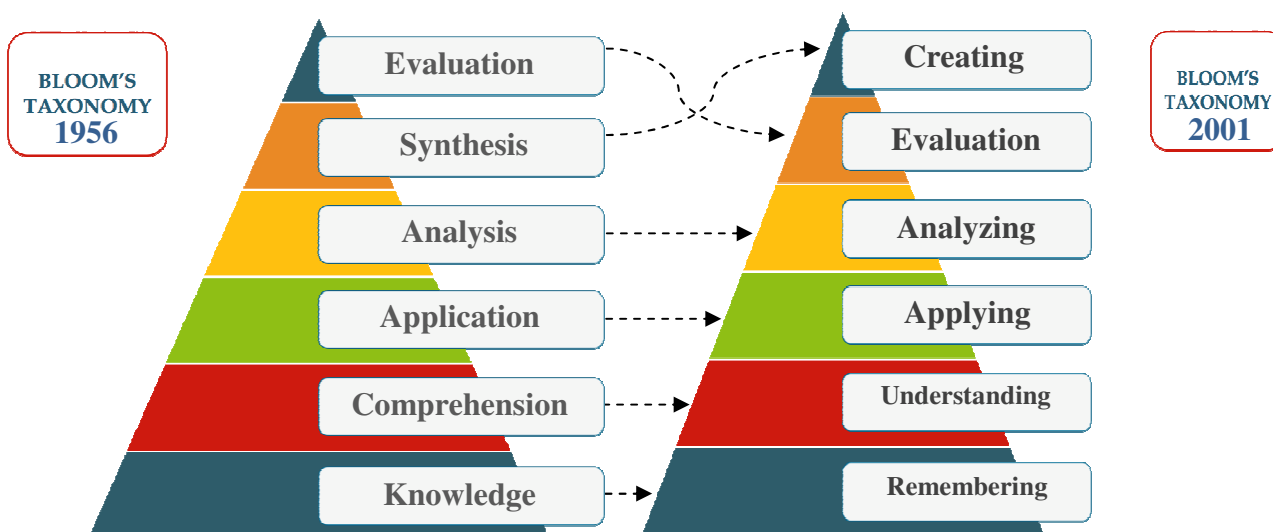 BLOOM'S
TAXONOMY
1956
Evaluation
Synthesis
Analysis
Application
Comprehension
Knowledge
Creating
Evaluation
Analyzing
Applying
Understanding
Remembering
BLOOM'S
TAXONOMY
2001